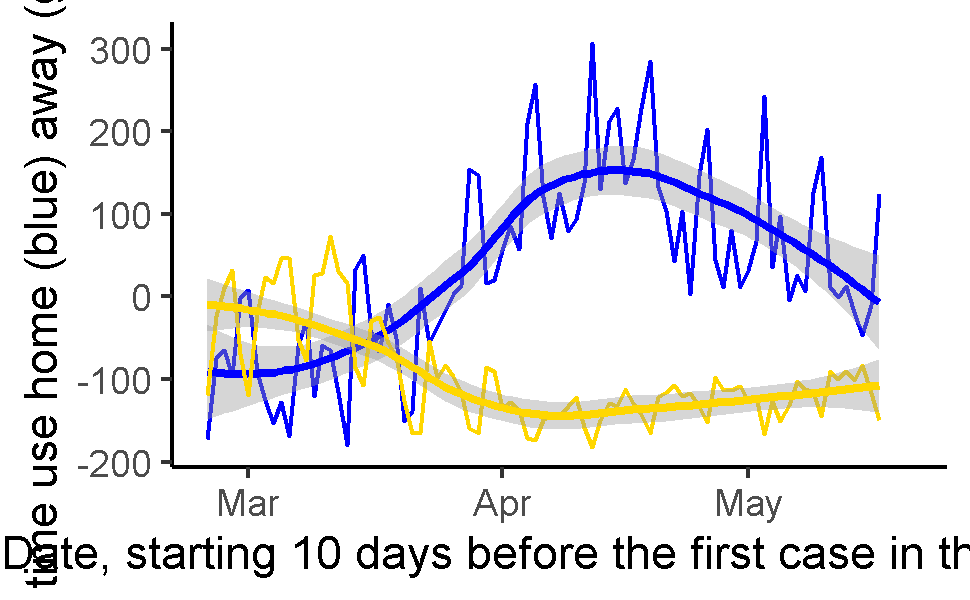 time use home (blue) away (
300
200
100
0
-100
-200
Mar Apr May
Date, starting 10 days before the first case in th